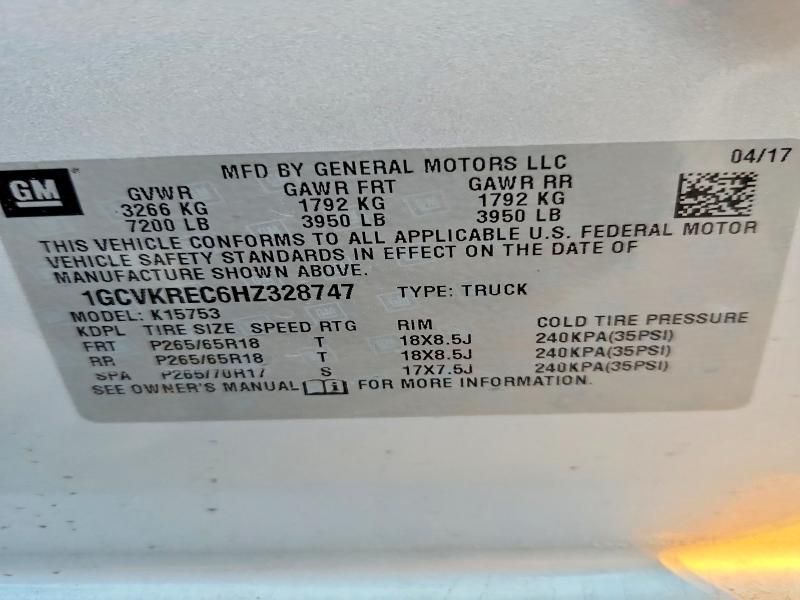 GM
MFD BY GENERAL MOTORS LLC 04/17
GVWR GAWR FRT GAWR RR
3266 KG 1792 KG 1792 KG
7200 LB 3950 LB 3950 LB
THIS VEHICLE CONFORMS TO ALL APPLICABLE U.S. FEDERAL MOTOR
VEHICLE SAFETY STANDARDS IN EFFECT ON THE DATE OF
MANUFACTURE SHOWN ABOVE.
1GCVKREC6HZ328747 TYPE: TRUCK
MODEL: K15753
KDPL TIRE SIZE SPEED RTG RIM COLD TIRE PRESSURE
FRT P265/65R18 T 18X8.5J 240KPA(35PSI)
RR P265/65R18 T 18X8.5J 240KPA(35PSI)
SPA P265/70R17 S 17X7.5J 240KPA(35PSI)
SEE OWNER'S MANUAL i FOR MORE INFORMATION.